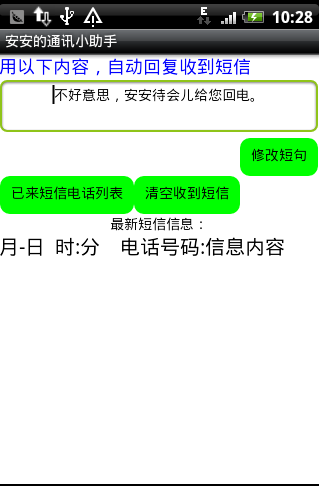 E 10:28
安安的通讯小助手
用以下内容，自动回复收到短信
不好意思，安安待会儿给您回电。
修改短句
已来短信电话列表 清空收到短信
最新短信信息：
月-日 时:分 电话号码:信息内容